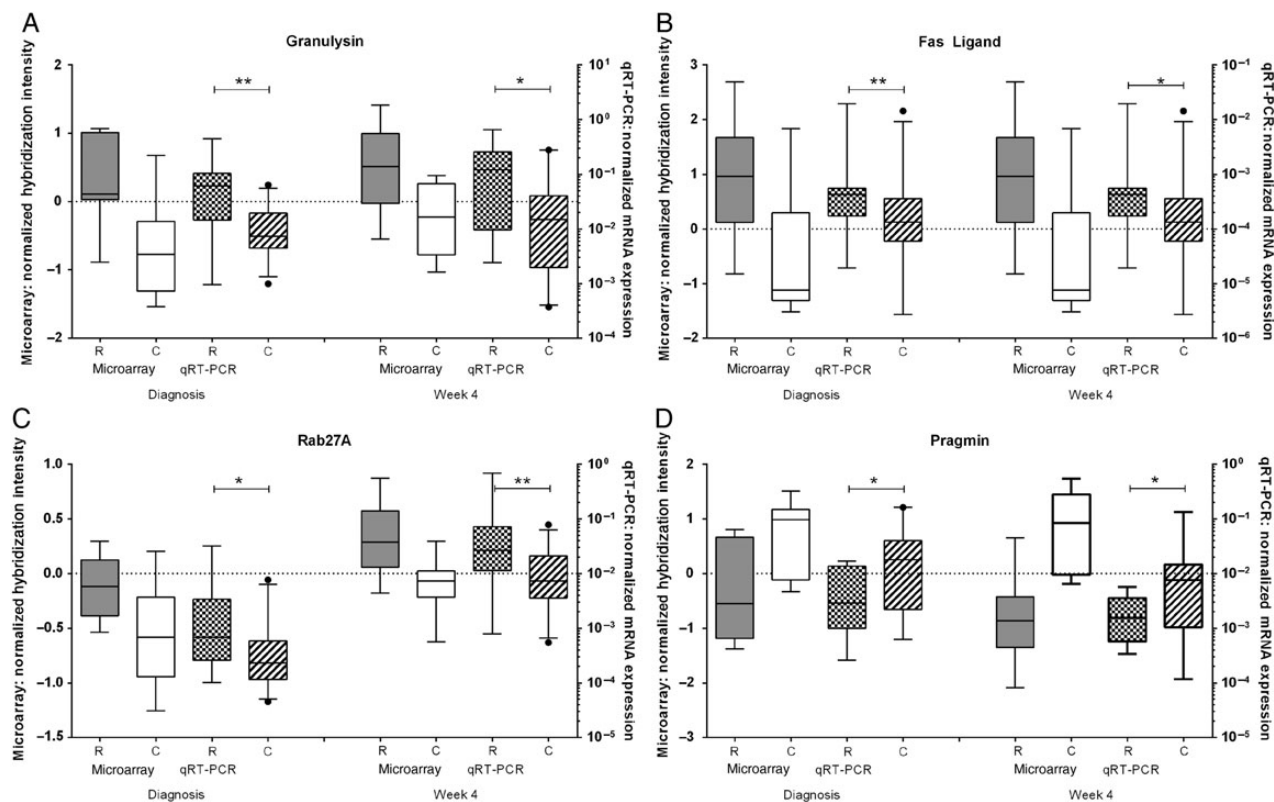 A
Granulysin
Microarray: normalized hybridization intensity
2
1
0
−1
−2
** *
qRT-PCR: normalized mRNA expression
10¹
10⁰
10⁻¹
10⁻²
10⁻³
10⁻⁴
R C R C R C R C
Microarray qRT-PCR Microarray qRT-PCR
Diagnosis Week 4
B
Fas Ligand
Microarray: normalized hybridization intensity
3
2
1
0
−1
−2
** *
qRT-PCR: normalized mRNA expression
10⁻¹
10⁻²
10⁻³
10⁻⁴
10⁻⁵
10⁻⁶
R C R C R C R C
Microarray qRT-PCR Microarray qRT-PCR
Diagnosis Week 4
C
Rab27A
Microarray: normalized hybridization intensity
1.0
0.5
0.0
−0.5
−1.0
−1.5
* **
qRT-PCR: normalized mRNA expression
10⁰
10⁻¹
10⁻²
10⁻³
10⁻⁴
10⁻⁵
R C R C R C R C
Microarray qRT-PCR Microarray qRT-PCR
Diagnosis Week 4
D
Pragmin
Microarray: normalized hybridization intensity
2
1
0
−1
−2
−3
* *
qRT-PCR: normalized mRNA expression
10⁰
10⁻¹
10⁻²
10⁻³
10⁻⁴
10⁻⁵
R C R C R C R C
Microarray qRT-PCR Microarray qRT-PCR
Diagnosis Week 4